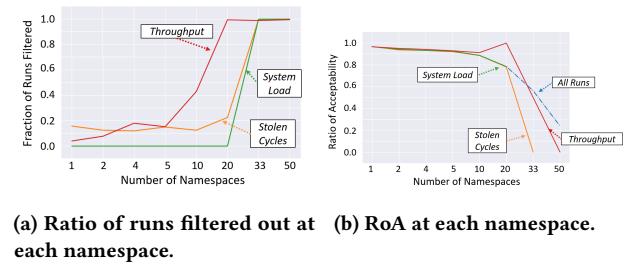 Fraction of Runs Filtered
1.0
0.8
0.6
0.4
0.2
0.0
Throughput
System
Load
Stolen
Cycles
1 2 4 5 10 20 33 50
Number of Namespaces
(a) Ratio of runs filtered out at
each namespace.
Ratio of Acceptability
1.0
0.8
0.6
0.4
0.2
0.0
System Load
All Runs
Stolen
Cycles
Throughput
1 2 4 5 10 20 33 50
Number of Namespaces
(b) RoA at each namespace.